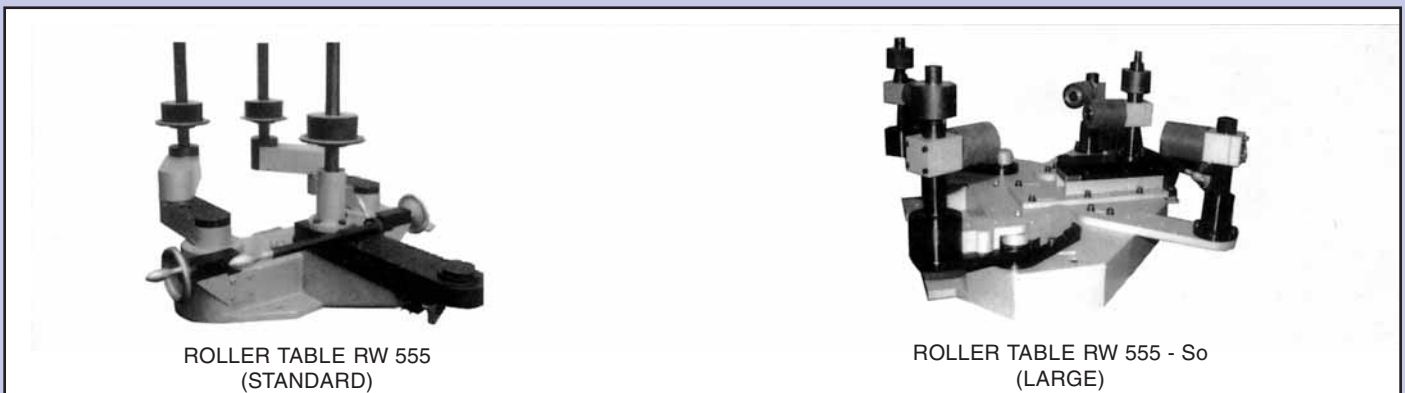 ROLLER TABLE RW 555
(STANDARD)
ROLLER TABLE RW 555 - So
(LARGE)